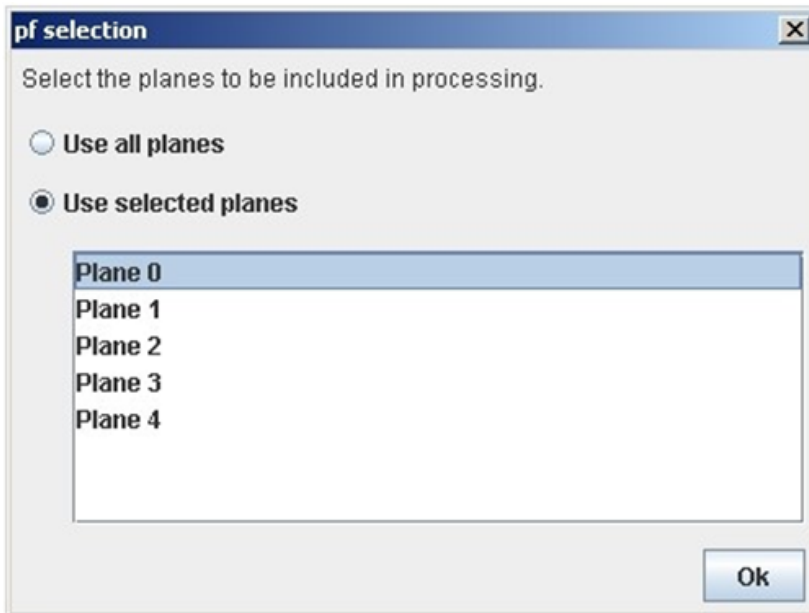 pf selection
Select the planes to be included in processing.
Use all planes
Use selected planes
Plane 0
Plane 1
Plane 2
Plane 3
Plane 4
Ok